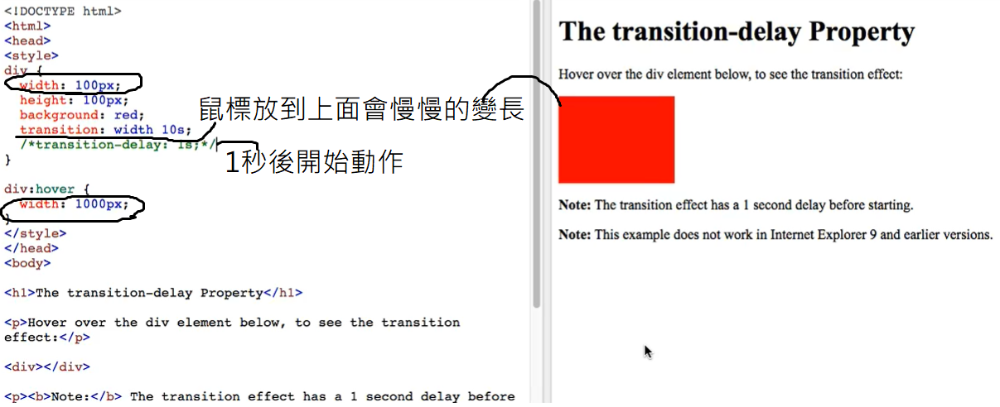 <!DOCTYPE html>
<html>
<head>
<style>
div {
width: 100px;
height: 100px;
background: red;
transition: width 10s;
/*transition-delay: 1s;*/
}
div:hover {
width: 1000px;
}
</style>
</head>
<body>
<h1>The transition-delay Property</h1>
<p>Hover over the div element below, to see the transition
effect:</p>
<div></div>
<p><b>Note:</b> The transition effect has a 1 second delay before
鼠標放到上面會慢慢的變長
1秒後開始動作
The transition-delay Property
Hover over the div element below, to see the transition effect:
Note: The transition effect has a 1 second delay before starting.
Note: This example does not work in Internet Explorer 9 and earlier versions.